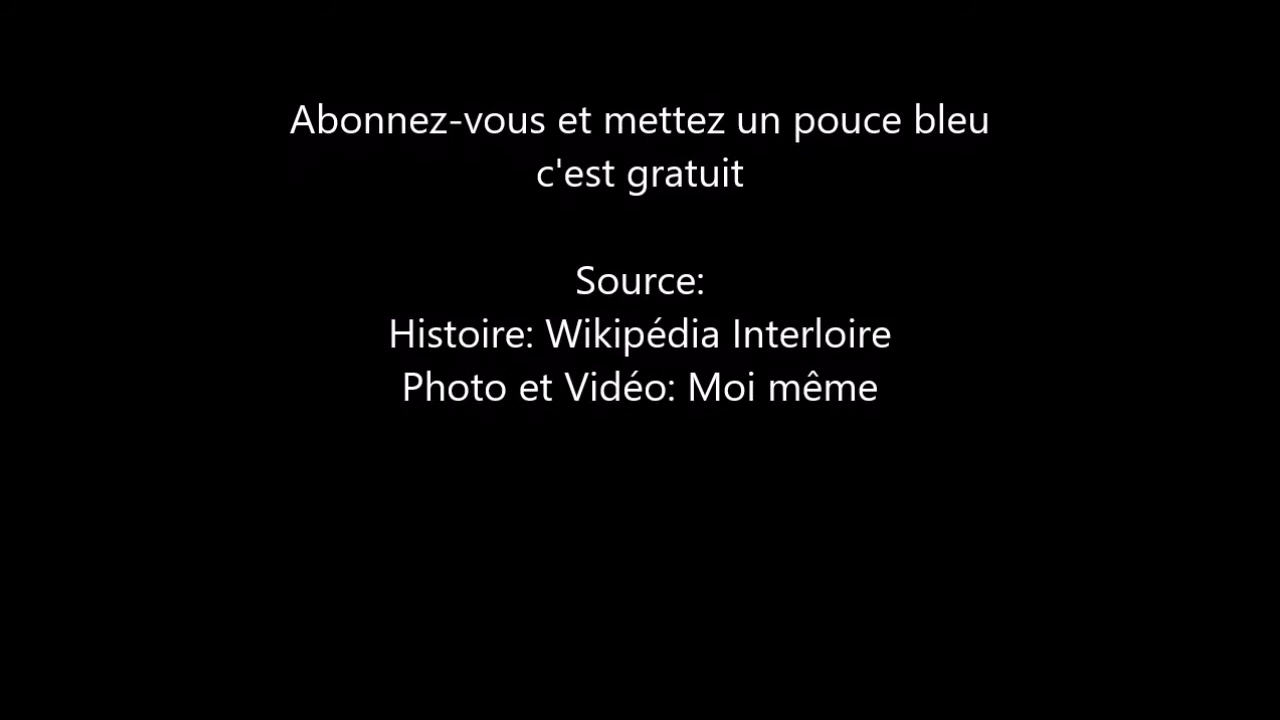 Abonnez-vous et mettez un pouce bleu
c'est gratuit
Source:
Histoire: Wikipédia Interloire
Photo et Vidéo: Moi même